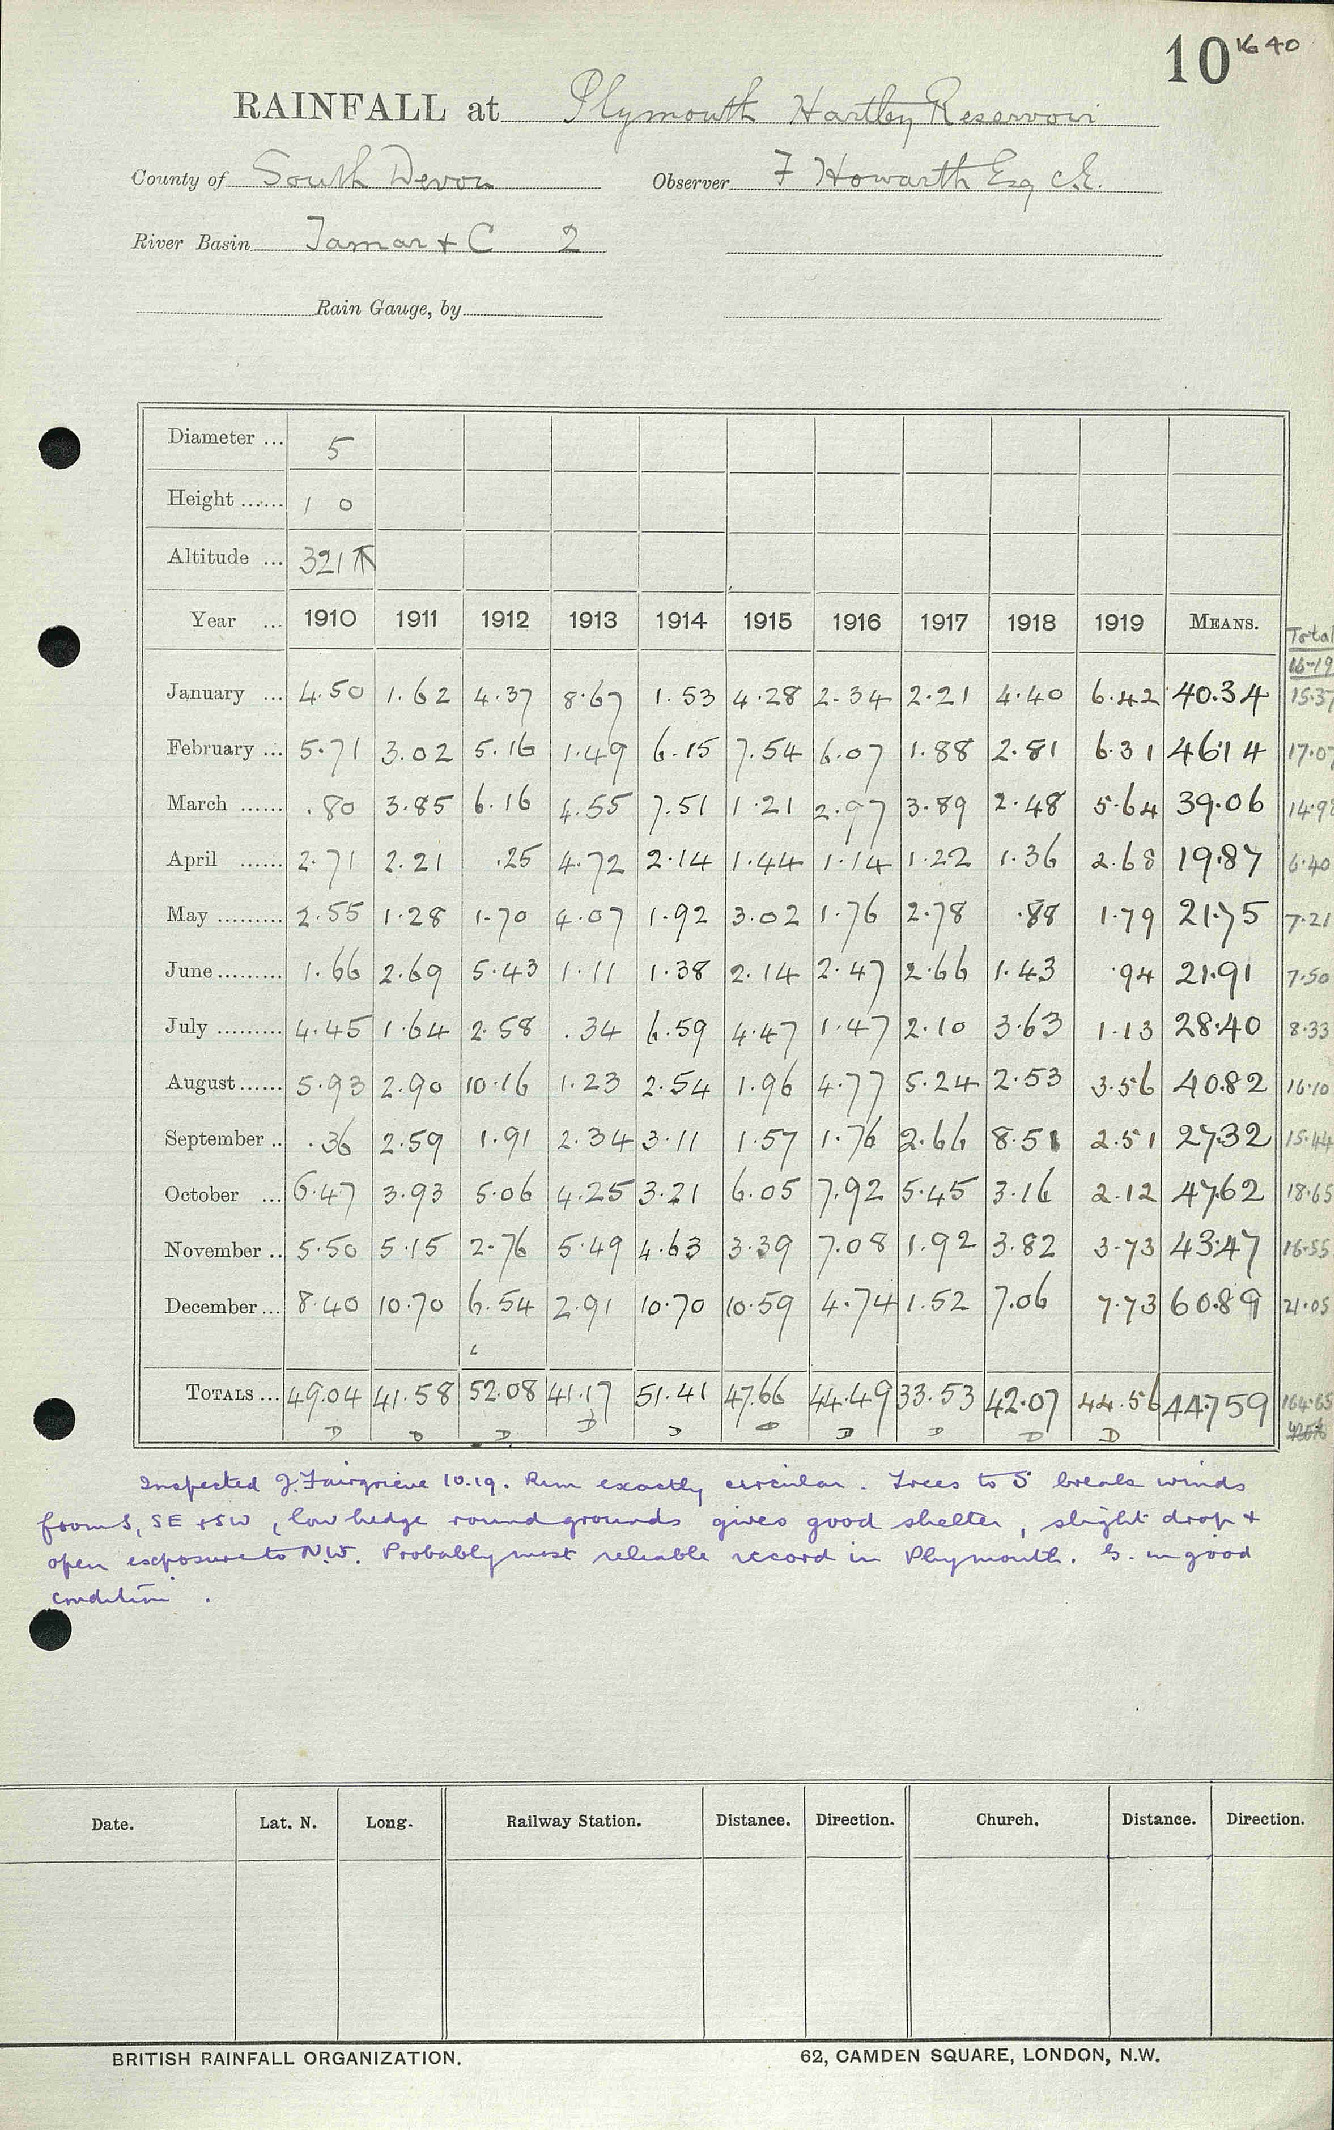 10 1640
RAINFALL at Plymouth Hartley Reservoir
County of South Devon Observer F Howarth Esq C.E.
River Basin Tamar + C 2
Rain Gauge, by
Diameter ... 5
Height ...... 1 0
Altitude ... 321
Year ... 1910 1911 1912 1913 1914 1915 1916 1917 1918 1919 MEANS. Total
16-19
January ... 4.50 1.62 4.37 8.67 1.53 4.28 2.34 2.21 4.40 6.42 40.34 15.37
February ... 5.71 3.02 5.16 1.49 6.15 7.54 6.07 1.88 2.81 6.31 46.14 17.07
March ...... .80 3.85 6.16 4.55 7.51 1.21 2.97 3.89 2.48 5.64 39.06 14.98
April ...... 2.71 2.21 .25 4.72 2.14 1.44 1.14 1.22 1.36 2.68 19.87 6.40
May ......... 2.55 1.28 1.70 4.07 1.92 3.02 1.76 2.78 .88 1.79 21.75 7.21
June ......... 1.66 2.69 5.43 1.11 1.38 2.14 2.47 2.66 1.43 .94 21.91 7.50
July ......... 4.45 1.64 2.58 .34 6.59 4.47 1.47 2.10 3.63 1.13 28.40 8.33
August ...... 5.93 2.90 10.16 1.23 2.54 1.96 4.77 5.24 2.53 3.56 40.82 16.10
September .. .36 2.59 1.91 2.34 3.11 1.57 1.76 2.66 8.51 2.51 27.32 15.44
October ... 6.47 3.93 5.06 4.25 3.21 6.05 7.92 5.45 3.16 2.12 47.62 18.65
November .. 5.50 5.15 2.76 5.49 4.63 3.39 7.08 1.92 3.82 3.73 43.47 16.55
December ... 8.40 10.70 6.54 2.91 10.70 10.59 4.74 1.52 7.06 7.73 60.89 21.05
TOTALS ... 49.04 41.58 52.08 41.17 51.41 47.66 44.49 33.53 42.07 44.56 447.59 164.65
D D D D D D D D D D
Inspected J. Fairgrieve 10.19. Rim exactly circular. Trees to S break winds
from S, SE + SW, low hedge round grounds gives good shelter, slight drop +
open exposure to N.W. Probably most reliable record in Plymouth. G. in good
condition.
Date. Lat. N. Long. Railway Station. Distance. Direction. Church. Distance. Direction.
BRITISH RAINFALL ORGANIZATION. 62, CAMDEN SQUARE, LONDON, N.W.